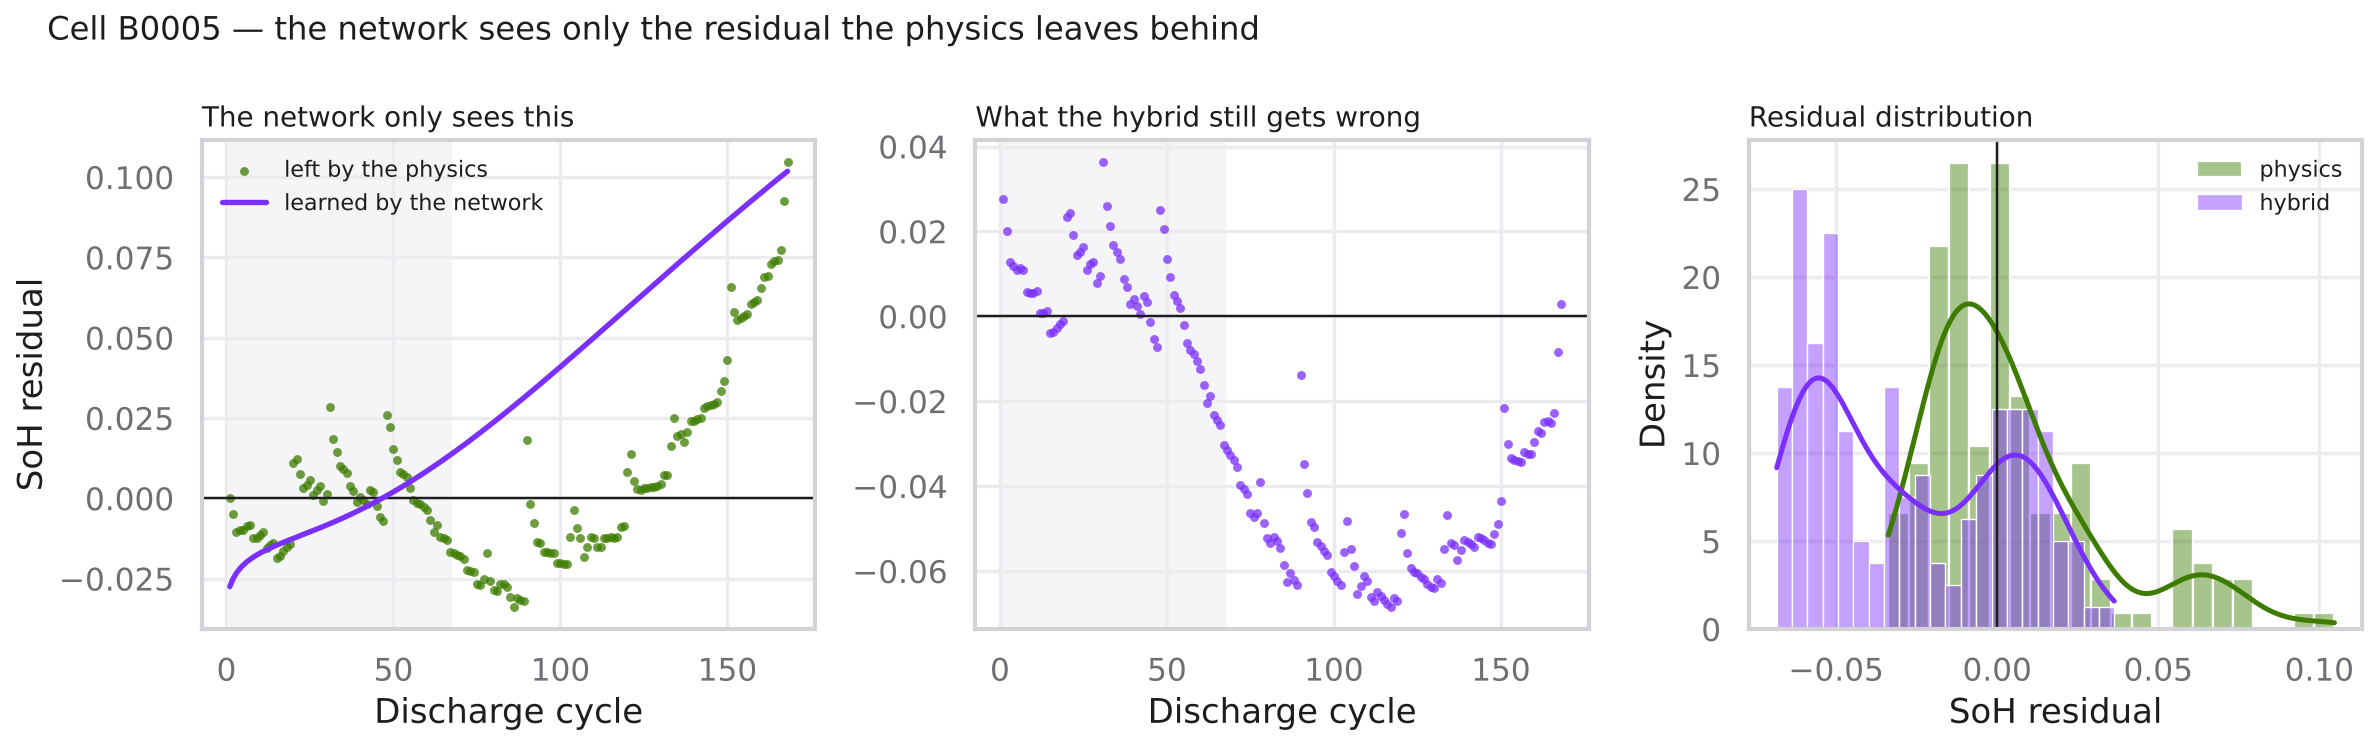 Cell B0005 — the network sees only the residual the physics leaves behind
The network only sees this
left by the physics
learned by the network
0.100
0.075
0.050
0.025
0.000
−0.025
SoH residual
0
50
100
150
Discharge cycle
What the hybrid still gets wrong
0.04
0.02
0.00
−0.02
−0.04
−0.06
0
50
100
150
Discharge cycle
Residual distribution
physics
hybrid
25
20
15
10
5
0
Density
−0.05
0.00
0.05
0.10
SoH residual